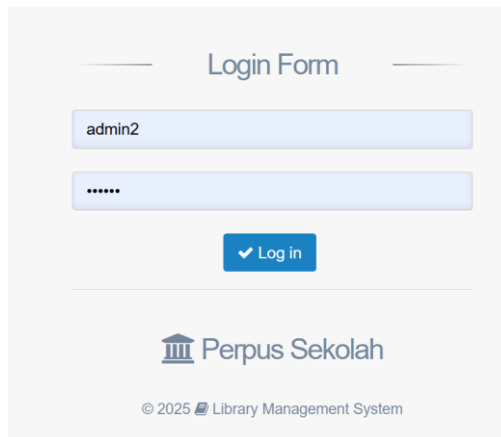 Login Form
admin2
••••••
Log in
Perpus Sekolah
© 2025 Library Management System